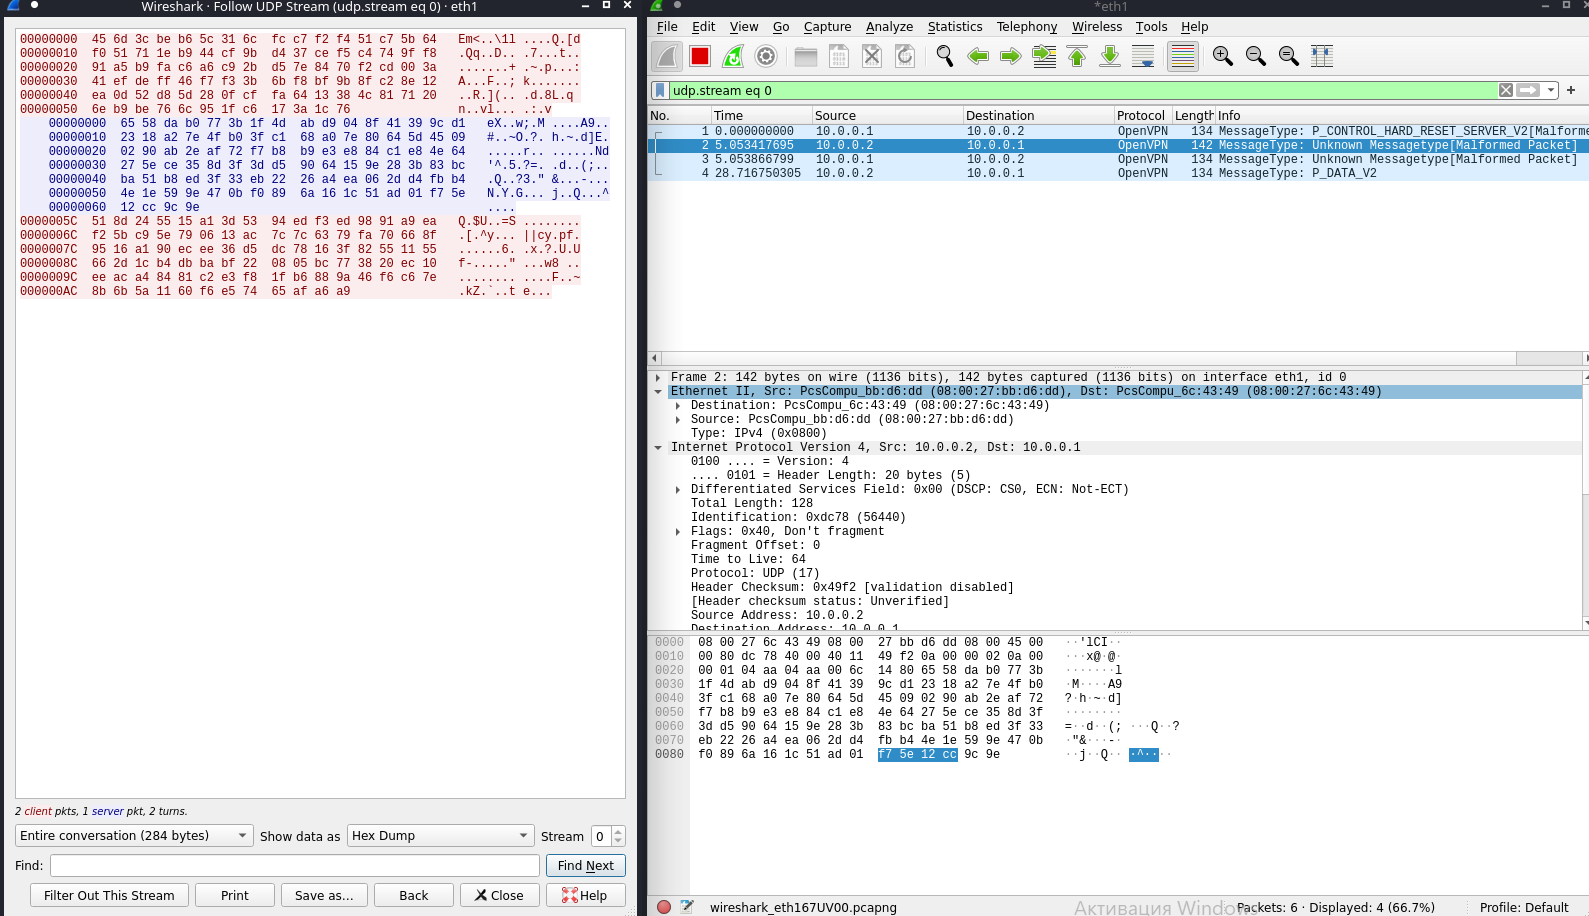 Wireshark · Follow UDP Stream (udp.stream eq 0) · eth1
00000000 45 6d 3c be b6 5c 31 6c fc c7 f2 f4 51 c7 5b 64 Em<..\1l ....Q.[d
00000010 f0 51 71 1e b9 44 cf 9b d4 37 ce f5 c4 74 9f f8 .Qq..D.. .7...t..
00000020 91 a5 b9 fa c6 a6 c9 2b d5 7e 84 70 f2 cd 00 3a .......+ .~.p...:
00000030 41 ef de ff 46 f7 f3 3b 6b f8 bf 9b 8f c2 8e 12 A...F..; k.......
00000040 ea 0d 52 d8 5d 28 0f cf fa 64 13 38 4c 81 71 20 ..R.](.. .d.8L.q
00000050 6e b9 be 76 6c 95 1f c6 17 3a 1c 76 n..vl... .:.v
00000000 65 58 da b0 77 3b 1f 4d ab d9 04 8f 41 39 9c d1 eX..w;.M ....A9..
00000010 23 18 a2 7e 4f b0 3f c1 68 a0 7e 80 64 5d 45 09 #..~O.?. h.~.d]E.
00000020 02 90 ab 2e af 72 f7 b8 b9 e3 e8 84 c1 e8 4e 64 .....r.. ......Nd
00000030 27 5e ce 35 8d 3f 3d d5 90 64 15 9e 28 3b 83 bc '^.5.?=. .d..(;..
00000040 ba 51 b8 ed 3f 33 eb 22 26 a4 ea 06 2d d4 fb b4 .Q..?3." &...-...
00000050 4e 1e 59 9e 47 0b f0 89 6a 16 1c 51 ad 01 f7 5e N.Y.G... j..Q...^
00000060 12 cc 9c 9e ....
0000005C 51 8d 24 55 15 a1 3d 53 94 ed f3 ed 98 91 a9 ea Q.$U..=S ........
0000006C f2 5b c9 5e 79 06 13 ac 7c 7c 63 79 fa 70 66 8f .[.^y... ||cy.pf.
0000007C 95 16 a1 90 ec ee 36 d5 dc 78 16 3f 82 55 11 55 ......6. .x.?.U.U
0000008C 66 2d 1c b4 db ba bf 22 08 05 bc 77 38 20 ec 10 f-....." ...w8 ..
0000009C ee ac a4 84 81 c2 e3 f8 1f b6 88 9a 46 f6 c6 7e ........ ....F..~
000000AC 8b 6b 5a 11 60 f6 e5 74 65 af a6 a9 .kZ.`..t e...
2 client pkts, 1 server pkt, 2 turns.
Entire conversation (284 bytes) Show data as Hex Dump Stream 0
Find: Find Next
Filter Out This Stream Print Save as... Back Close Help
*eth1
File Edit View Go Capture Analyze Statistics Telephony Wireless Tools Help
udp.stream eq 0
No. Time Source Destination Protocol Length Info
1 0.000000000 10.0.0.1 10.0.0.2 OpenVPN 134 MessageType: P_CONTROL_HARD_RESET_SERVER_V2[Malforme
2 5.053417695 10.0.0.2 10.0.0.1 OpenVPN 142 MessageType: Unknown Messagetype[Malformed Packet]
3 5.053866799 10.0.0.1 10.0.0.2 OpenVPN 134 MessageType: Unknown Messagetype[Malformed Packet]
4 28.716750305 10.0.0.2 10.0.0.1 OpenVPN 134 MessageType: P_DATA_V2
Frame 2: 142 bytes on wire (1136 bits), 142 bytes captured (1136 bits) on interface eth1, id 0
Ethernet II, Src: PcsCompu_bb:d6:dd (08:00:27:bb:d6:dd), Dst: PcsCompu_6c:43:49 (08:00:27:6c:43:49)
Destination: PcsCompu_6c:43:49 (08:00:27:6c:43:49)
Source: PcsCompu_bb:d6:dd (08:00:27:bb:d6:dd)
Type: IPv4 (0x0800)
Internet Protocol Version 4, Src: 10.0.0.2, Dst: 10.0.0.1
0100 .... = Version: 4
.... 0101 = Header Length: 20 bytes (5)
Differentiated Services Field: 0x00 (DSCP: CS0, ECN: Not-ECT)
Total Length: 128
Identification: 0xdc78 (56440)
Flags: 0x40, Don't fragment
Fragment Offset: 0
Time to Live: 64
Protocol: UDP (17)
Header Checksum: 0x49f2 [validation disabled]
[Header checksum status: Unverified]
Source Address: 10.0.0.2
Destination Address: 10.0.0.1
0000 08 00 27 6c 43 49 08 00 27 bb d6 dd 08 00 45 00 ··'lCI··
0010 00 80 dc 78 40 00 40 11 49 f2 0a 00 00 02 0a 00 ···x@·@·
0020 00 01 04 aa 04 aa 00 6c 14 80 65 58 da b0 77 3b ·······l
0030 1f 4d ab d9 04 8f 41 39 9c d1 23 18 a2 7e 4f b0 ·M····A9
0040 3f c1 68 a0 7e 80 64 5d 45 09 02 90 ab 2e af 72 ?·h·~·d]
0050 f7 b8 b9 e3 e8 84 c1 e8 4e 64 27 5e ce 35 8d 3f ········
0060 3d d5 90 64 15 9e 28 3b 83 bc ba 51 b8 ed 3f 33 =··d··(; ···Q··?
0070 eb 22 26 a4 ea 06 2d d4 fb b4 4e 1e 59 9e 47 0b ·"&···-·
0080 f0 89 6a 16 1c 51 ad 01 f7 5e 12 cc 9c 9e ··j··Q·· ·^····
wireshark_eth167UV00.pcapng Активация Windows Packets: 6 · Displayed: 4 (66.7%) Profile: Default